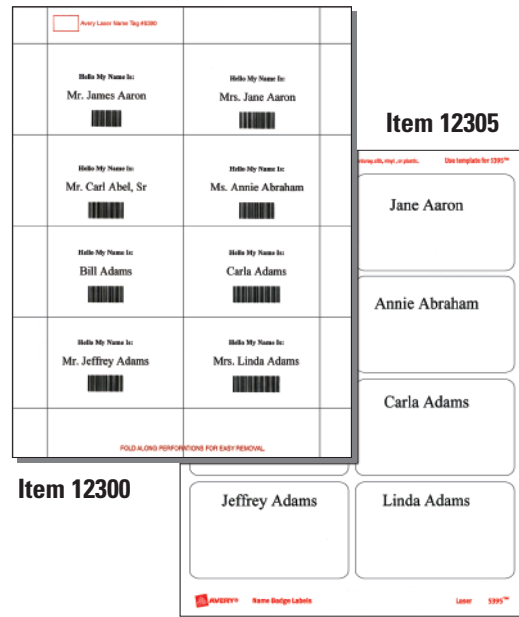 Avery Laser Name Tag #5390
Hello My Name Is:
Mr. James Aaron
Hello My Name Is:
Mrs. Jane Aaron
Hello My Name Is:
Mr. Carl Abel, Sr
Hello My Name Is:
Ms. Annie Abraham
Hello My Name Is:
Bill Adams
Hello My Name Is:
Carla Adams
Hello My Name Is:
Mr. Jeffrey Adams
Hello My Name Is:
Mrs. Linda Adams
FOLD ALONG PERFORATIONS FOR EASY REMOVAL.
Item 12300
Item 12305
silk, vinyl, or plastic.
Use template for 5395™
Jane Aaron
Annie Abraham
Carla Adams
Jeffrey Adams
Linda Adams
AVERY® Name Badge Labels
Laser 5395™